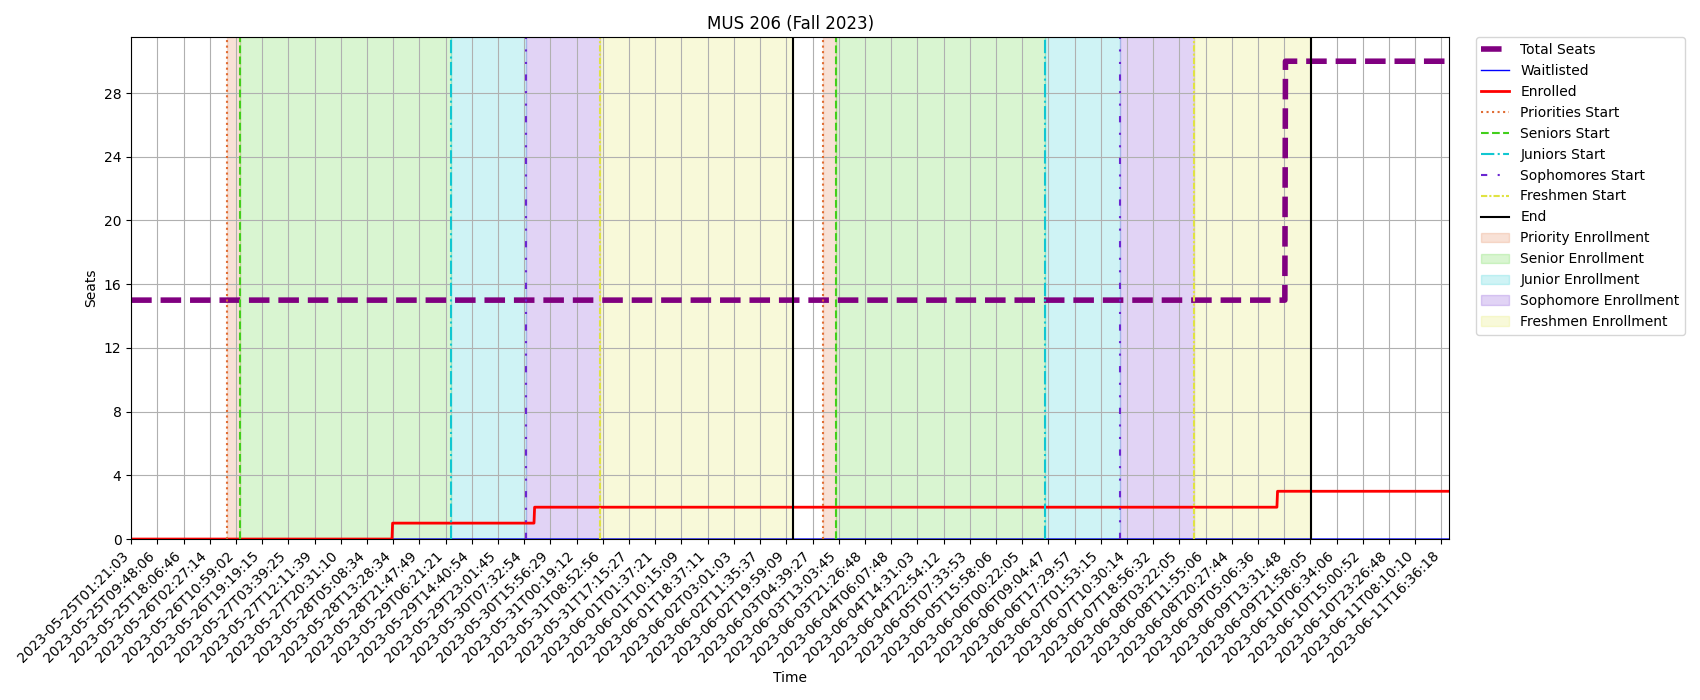 MUS 206 (Fall 2023)
Seats
28
24
20
16
12
8
4
0
2023-05-25T01:21:03
2023-05-25T09:48:06
2023-05-25T18:06:46
2023-05-26T02:27:14
2023-05-26T10:59:02
2023-05-26T19:19:15
2023-05-27T03:39:25
2023-05-27T12:11:39
2023-05-27T20:31:10
2023-05-28T05:08:34
2023-05-28T13:28:34
2023-05-28T21:47:49
2023-05-29T06:21:21
2023-05-29T14:40:54
2023-05-29T23:01:45
2023-05-30T07:32:54
2023-05-30T15:56:29
2023-05-31T00:19:12
2023-05-31T08:52:56
2023-05-31T17:15:27
2023-06-01T01:37:21
2023-06-01T10:15:09
2023-06-01T18:37:11
2023-06-02T03:01:03
2023-06-02T11:35:37
2023-06-02T19:59:09
2023-06-03T04:39:27
2023-06-03T13:03:45
2023-06-03T21:26:48
2023-06-04T06:07:48
2023-06-04T14:31:03
2023-06-04T22:54:12
2023-06-05T07:33:53
2023-06-05T15:58:06
2023-06-06T00:22:05
2023-06-06T09:04:47
2023-06-06T17:29:57
2023-06-07T01:53:15
2023-06-07T10:30:14
2023-06-07T18:56:32
2023-06-08T03:22:05
2023-06-08T11:55:06
2023-06-08T20:27:44
2023-06-09T05:06:36
2023-06-09T13:31:48
2023-06-09T21:58:05
2023-06-10T06:34:06
2023-06-10T15:00:52
2023-06-10T23:26:48
2023-06-11T08:10:10
2023-06-11T16:36:18
Time
Total Seats
Waitlisted
Enrolled
Priorities Start
Seniors Start
Juniors Start
Sophomores Start
Freshmen Start
End
Priority Enrollment
Senior Enrollment
Junior Enrollment
Sophomore Enrollment
Freshmen Enrollment